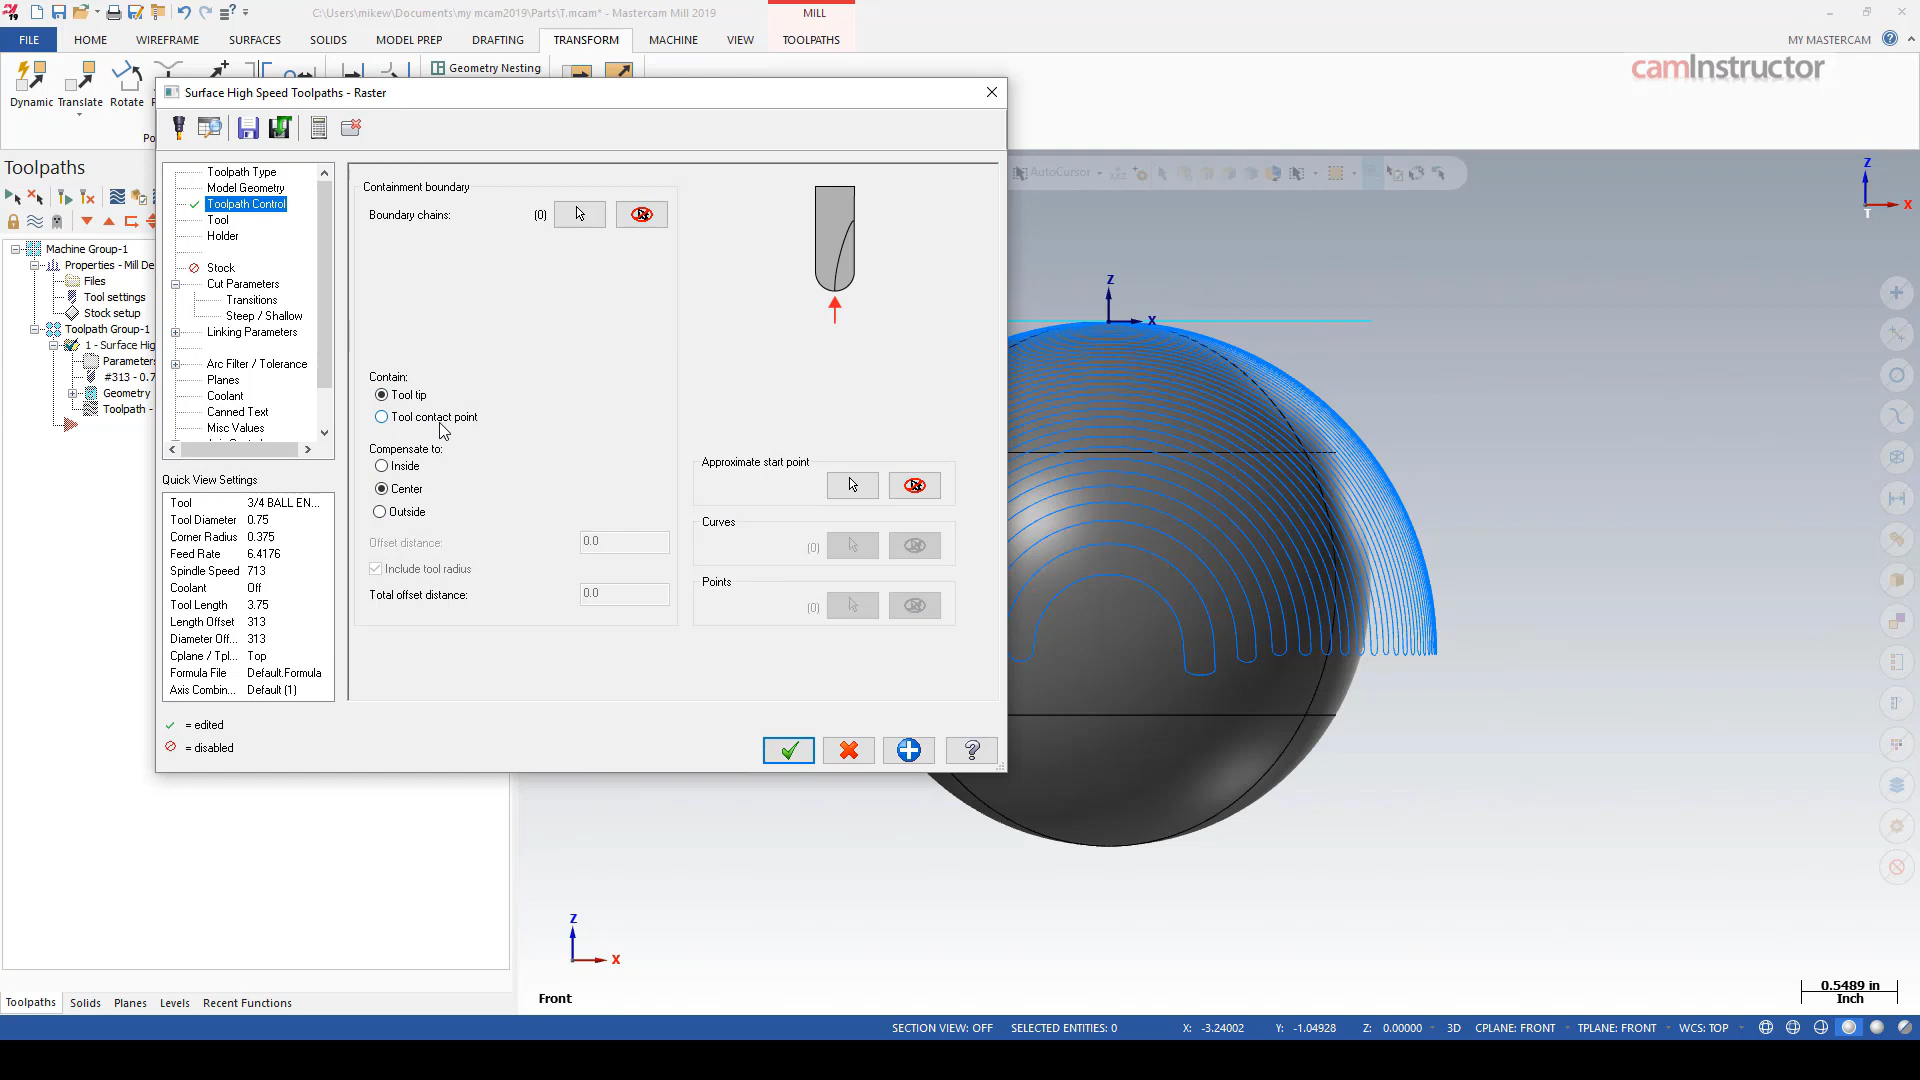 19
C:\Users\mikew\Documents\my mcam2019\Parts\T.mcam* - Mastercam Mill 2019
MILL
FILE
HOME
WIREFRAME
SURFACES
SOLIDS
MODEL PREP
DRAFTING
TRANSFORM
MACHINE
VIEW
TOOLPATHS
MY MASTERCAM
Geometry Nesting
camInstructor
Dynamic
Translate
Rotate
Po
Surface High Speed Toolpaths - Raster
Toolpaths
Machine Group-1
Properties - Mill De
Files
Tool settings
Stock setup
Toolpath Group-1
1 - Surface Hig
Parameters
#313 - 0.7
Geometry
Toolpath -
Toolpath Type
Model Geometry
Toolpath Control
Tool
Holder
Stock
Cut Parameters
Transitions
Steep / Shallow
Linking Parameters
Arc Filter / Tolerance
Planes
Coolant
Canned Text
Misc Values
Quick View Settings
Tool 3/4 BALL EN...
Tool Diameter 0.75
Corner Radius 0.375
Feed Rate 6.4176
Spindle Speed 713
Coolant Off
Tool Length 3.75
Length Offset 313
Diameter Off... 313
Cplane / Tpl... Top
Formula File Default.Formula
Axis Combin... Default (1)
= edited
= disabled
Containment boundary
Boundary chains: (0)
Contain:
Tool tip
Tool contact point
Compensate to:
Inside
Center
Outside
Offset distance: 0.0
Include tool radius
Total offset distance: 0.0
Approximate start point
Curves
(0)
Points
(0)
AutoCursor
Z
X
T
Z
X
Z
X
Front
0.5489 in
Inch
Toolpaths
Solids
Planes
Levels
Recent Functions
SECTION VIEW: OFF
SELECTED ENTITIES: 0
X: -3.24002
Y: -1.04928
Z: 0.00000
3D
CPLANE: FRONT
TPLANE: FRONT
WCS: TOP